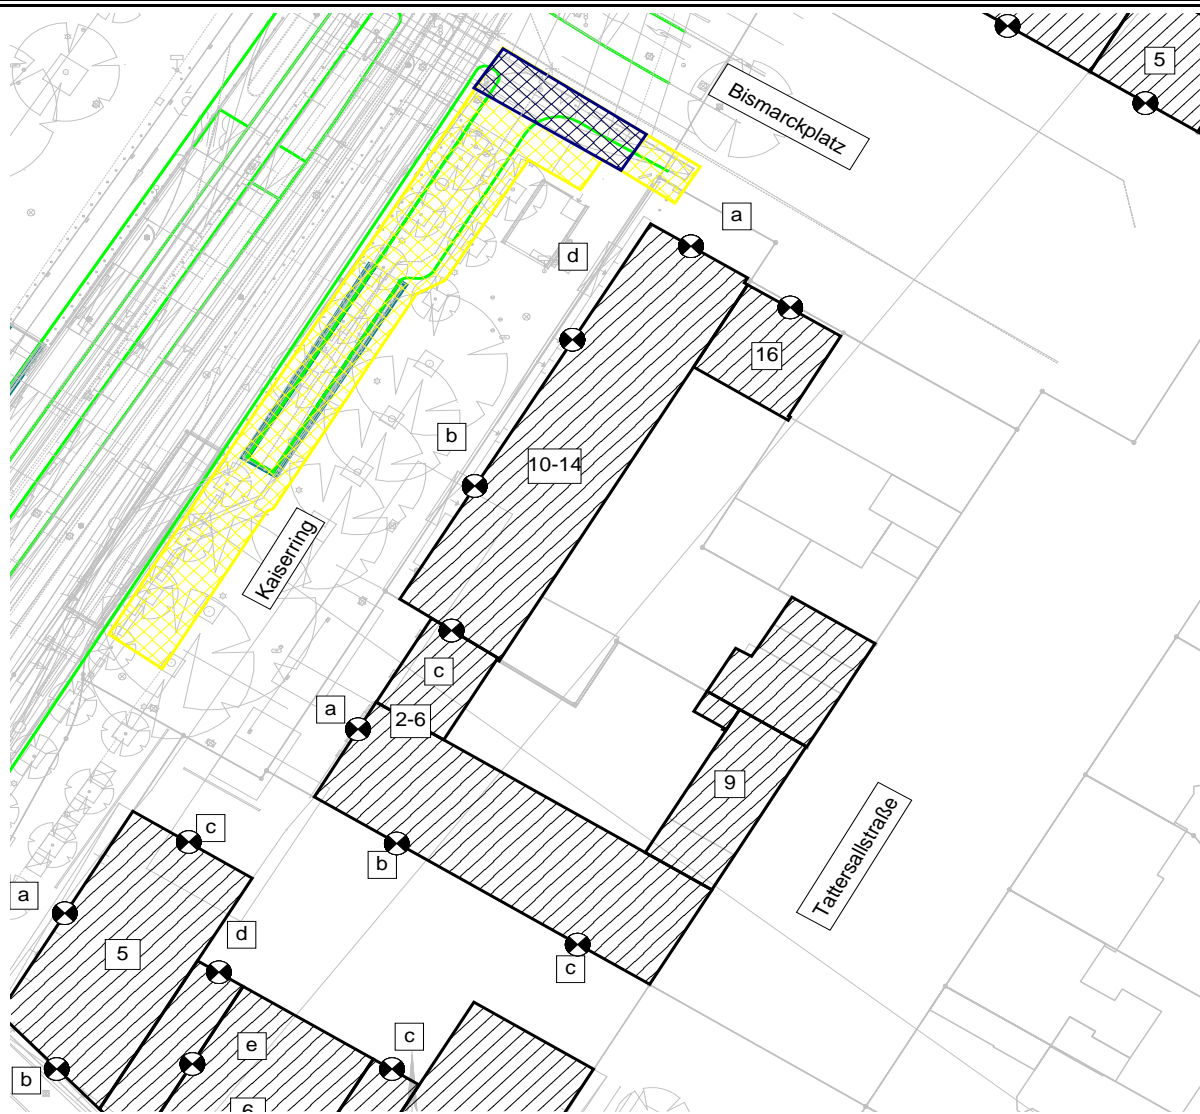 5
Bismarckplatz
a
d
16
b
10-14
Kaiserring
c
a
2-6
9
Tattersallstraße
c
b
a
d
5
c
c
e
b
6